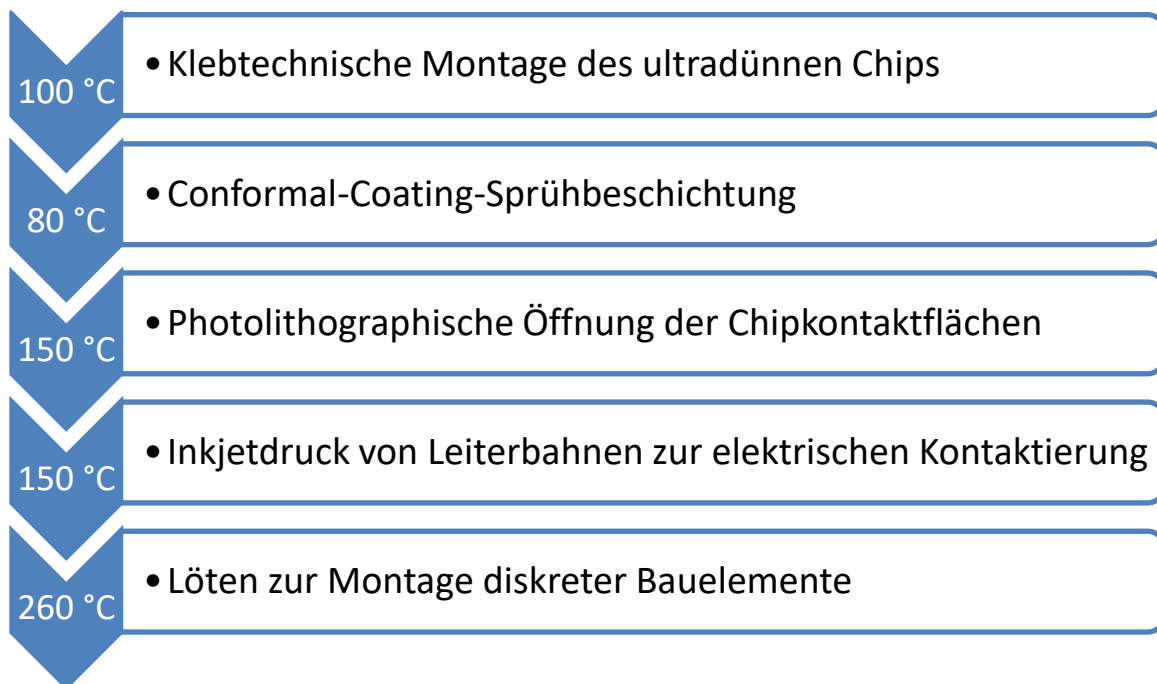 100 °C
• Klebtechnische Montage des ultradünnen Chips
80 °C
• Conformal-Coating-Sprühbeschichtung
150 °C
• Photolithographische Öffnung der Chipkontaktflächen
150 °C
• Inkjetdruck von Leiterbahnen zur elektrischen Kontaktierung
260 °C
• Löten zur Montage diskreter Bauelemente